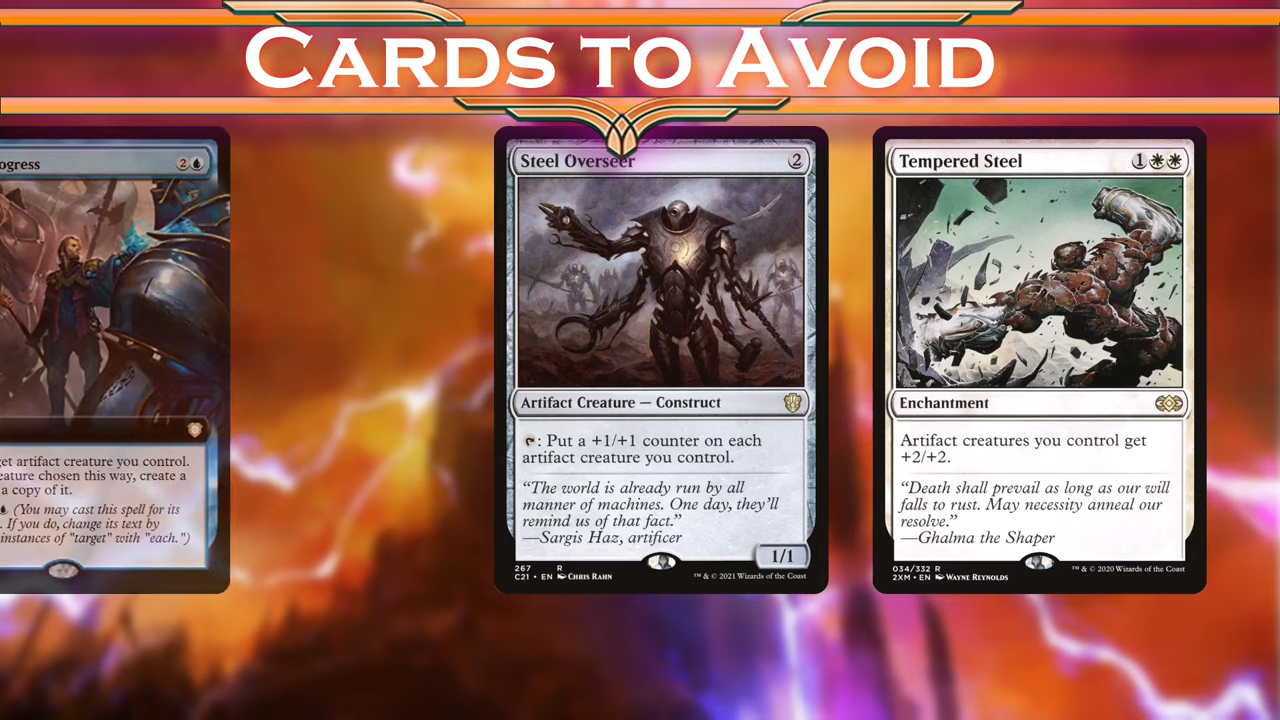 CARDS TO AVOID
ogress 2
get artifact creature you control.
eature chosen this way, create a
a copy of it.
(You may cast this spell for its
. If you do, change its text by
instances of "target" with "each.")
Steel Overseer 2
Artifact Creature — Construct
: Put a +1/+1 counter on each
artifact creature you control.
“The world is already run by all
manner of machines. One day, they’ll
remind us of that fact.”
—Sargis Haz, artificer
1/1
267 R
C21 • EN CHRIS RAHN ™ & © 2021 Wizards of the Coast
Tempered Steel 1
Enchantment
Artifact creatures you control get
+2/+2.
“Death shall prevail as long as our will
falls to rust. May necessity anneal our
resolve.”
—Ghalma the Shaper
034/332 R
2XM • EN WAYNE REYNOLDS ™ & © 2020 Wizards of the Coast